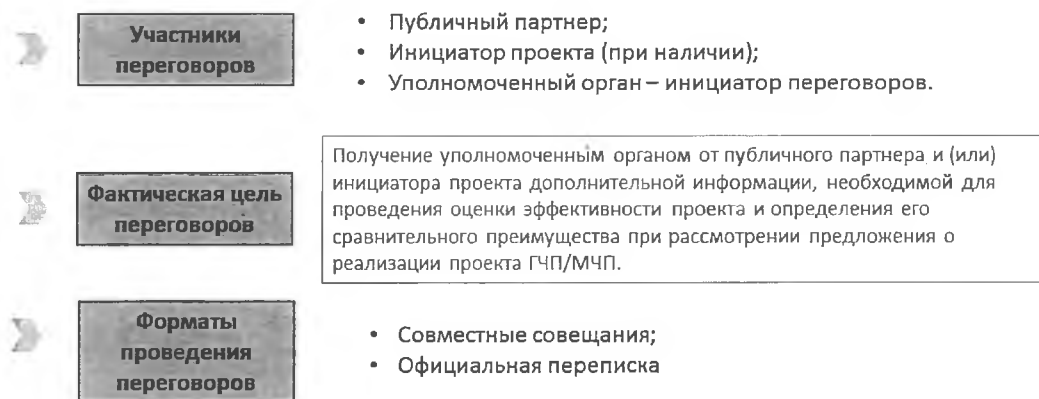 Участники
переговоров
• Публичный партнер;
• Инициатор проекта (при наличии);
• Уполномоченный орган – инициатор переговоров.
Фактическая цель
переговоров
Получение уполномоченным органом от публичного партнера и (или)
инициатора проекта дополнительной информации, необходимой для
проведения оценки эффективности проекта и определения его
сравнительного преимущества при рассмотрении предложения о
реализации проекта ГЧП/МЧП.
Форматы
проведения
переговоров
• Совместные совещания;
• Официальная переписка